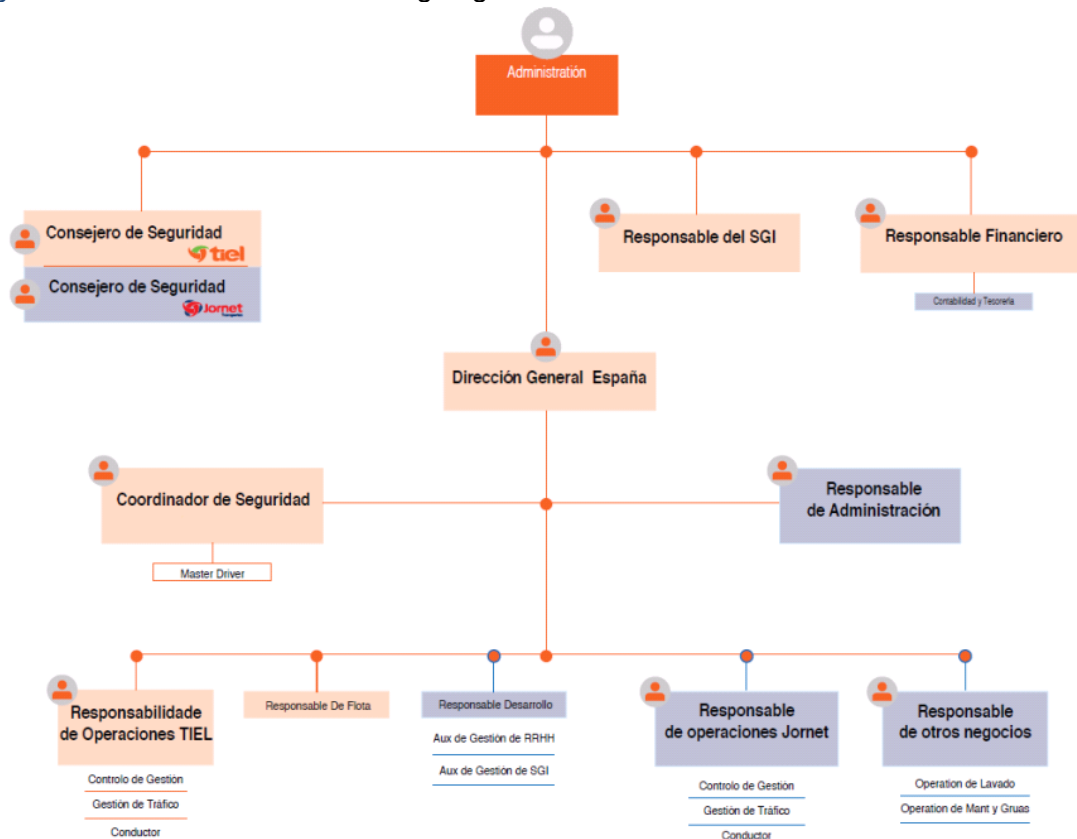 Administratión
Consejero de Seguridad
tiel
Consejero de Seguridad
Jornet
Responsable del SGI
Responsable Financiero
Contabilidad y Tesorería
Dirección General España
Coordinador de Seguridad
Master Driver
Responsable
de Administración
Responsabilidade
de Operaciones TIEL
Controlo de Gestión
Gestión de Tráfico
Conductor
Responsable De Flota
Responsable Desarrollo
Aux de Gestión de RRHH
Aux de Gestión de SGI
Responsable
de operaciones Jornet
Controlo de Gestión
Gestión de Tráfico
Conductor
Responsable
de otros negocios
Operation de Lavado
Operation de Mant y Gruas